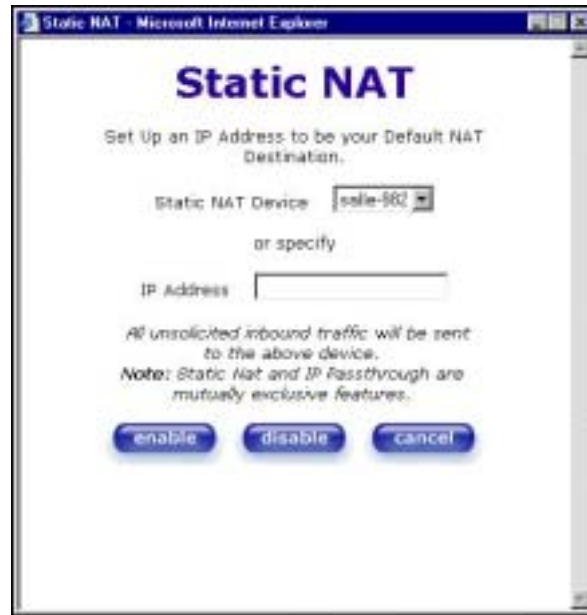 Static NAT - Microsoft Internet Explorer
Static NAT
Set Up an IP Address to be your Default NAT
Destination.
Static NAT Device salle-982
or specify
IP Address
All unsolicited inbound traffic will be sent
to the above device.
Note: Static Nat and IP Passthrough are
mutually exclusive features.
enable disable cancel